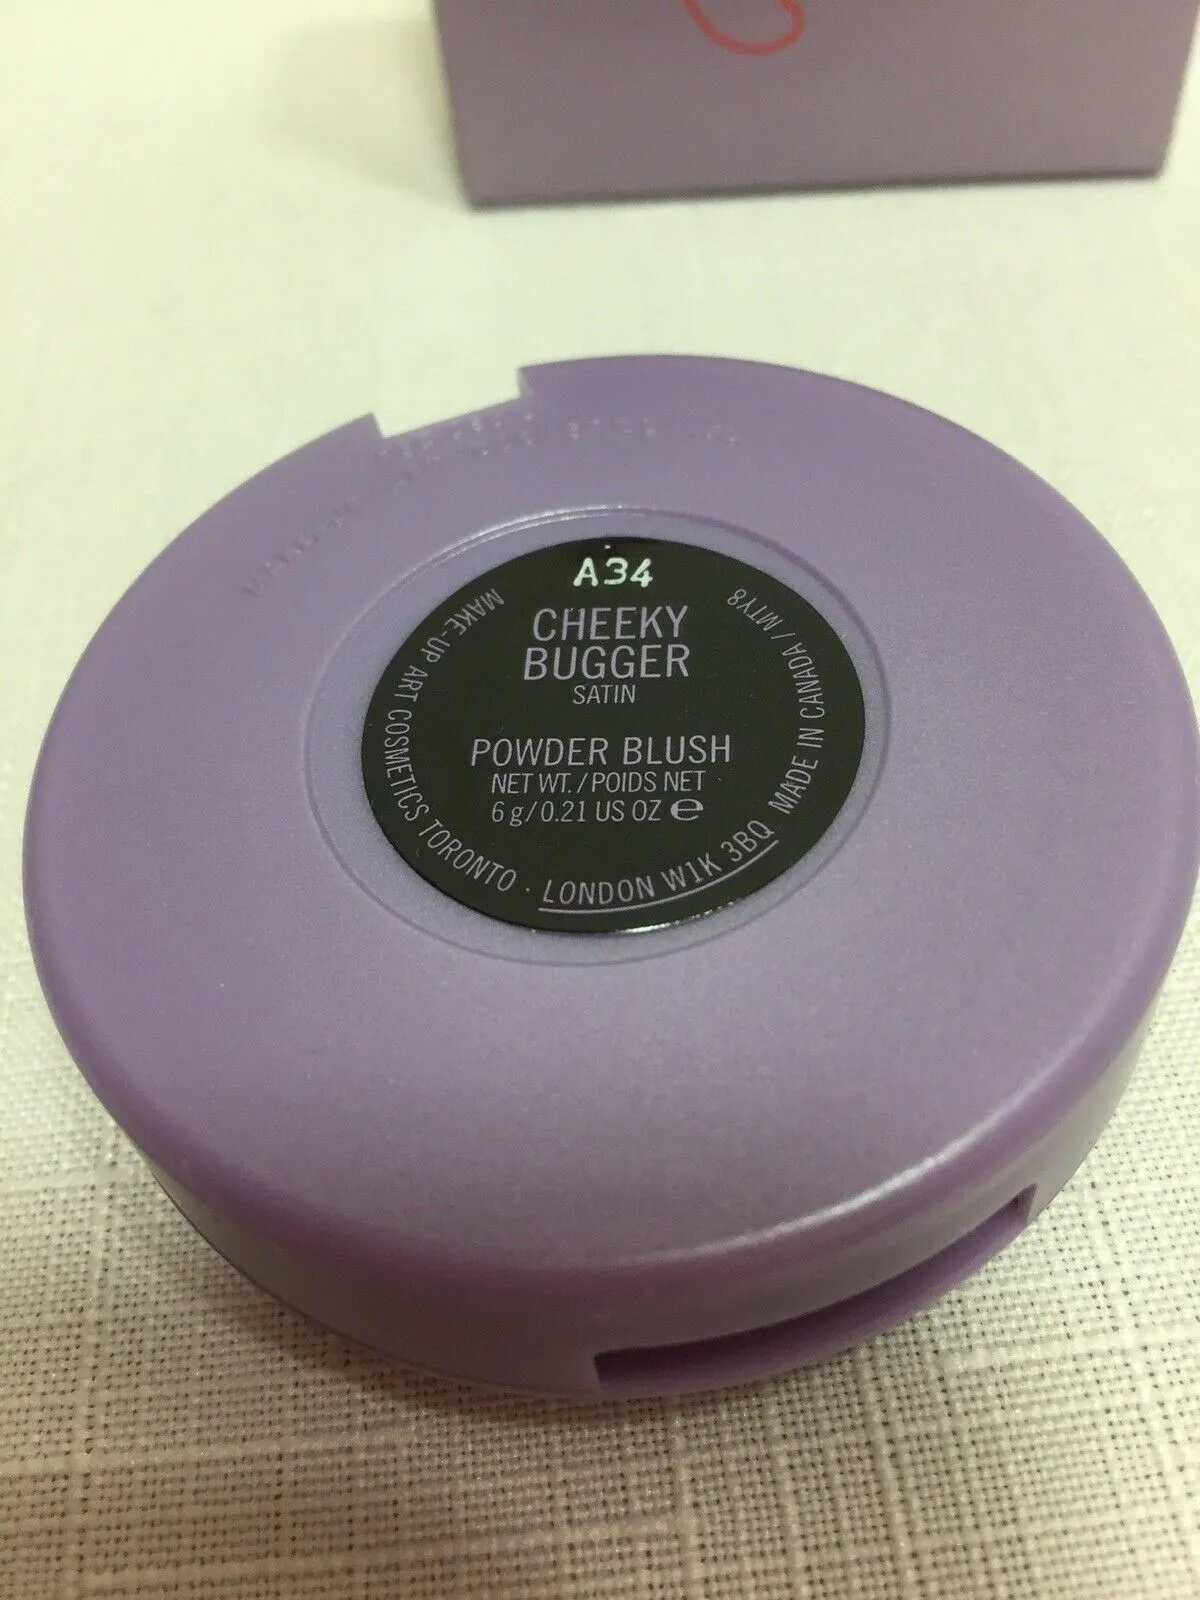 A34
CHEEKY
BUGGER
SATIN
POWDER BLUSH
NET WT. / POIDS NET
6 g / 0.21 US OZ ℮
MAKE-UP ART COSMETICS TORONTO · LONDON W1K 3BQ MADE IN CANADA / MTY8